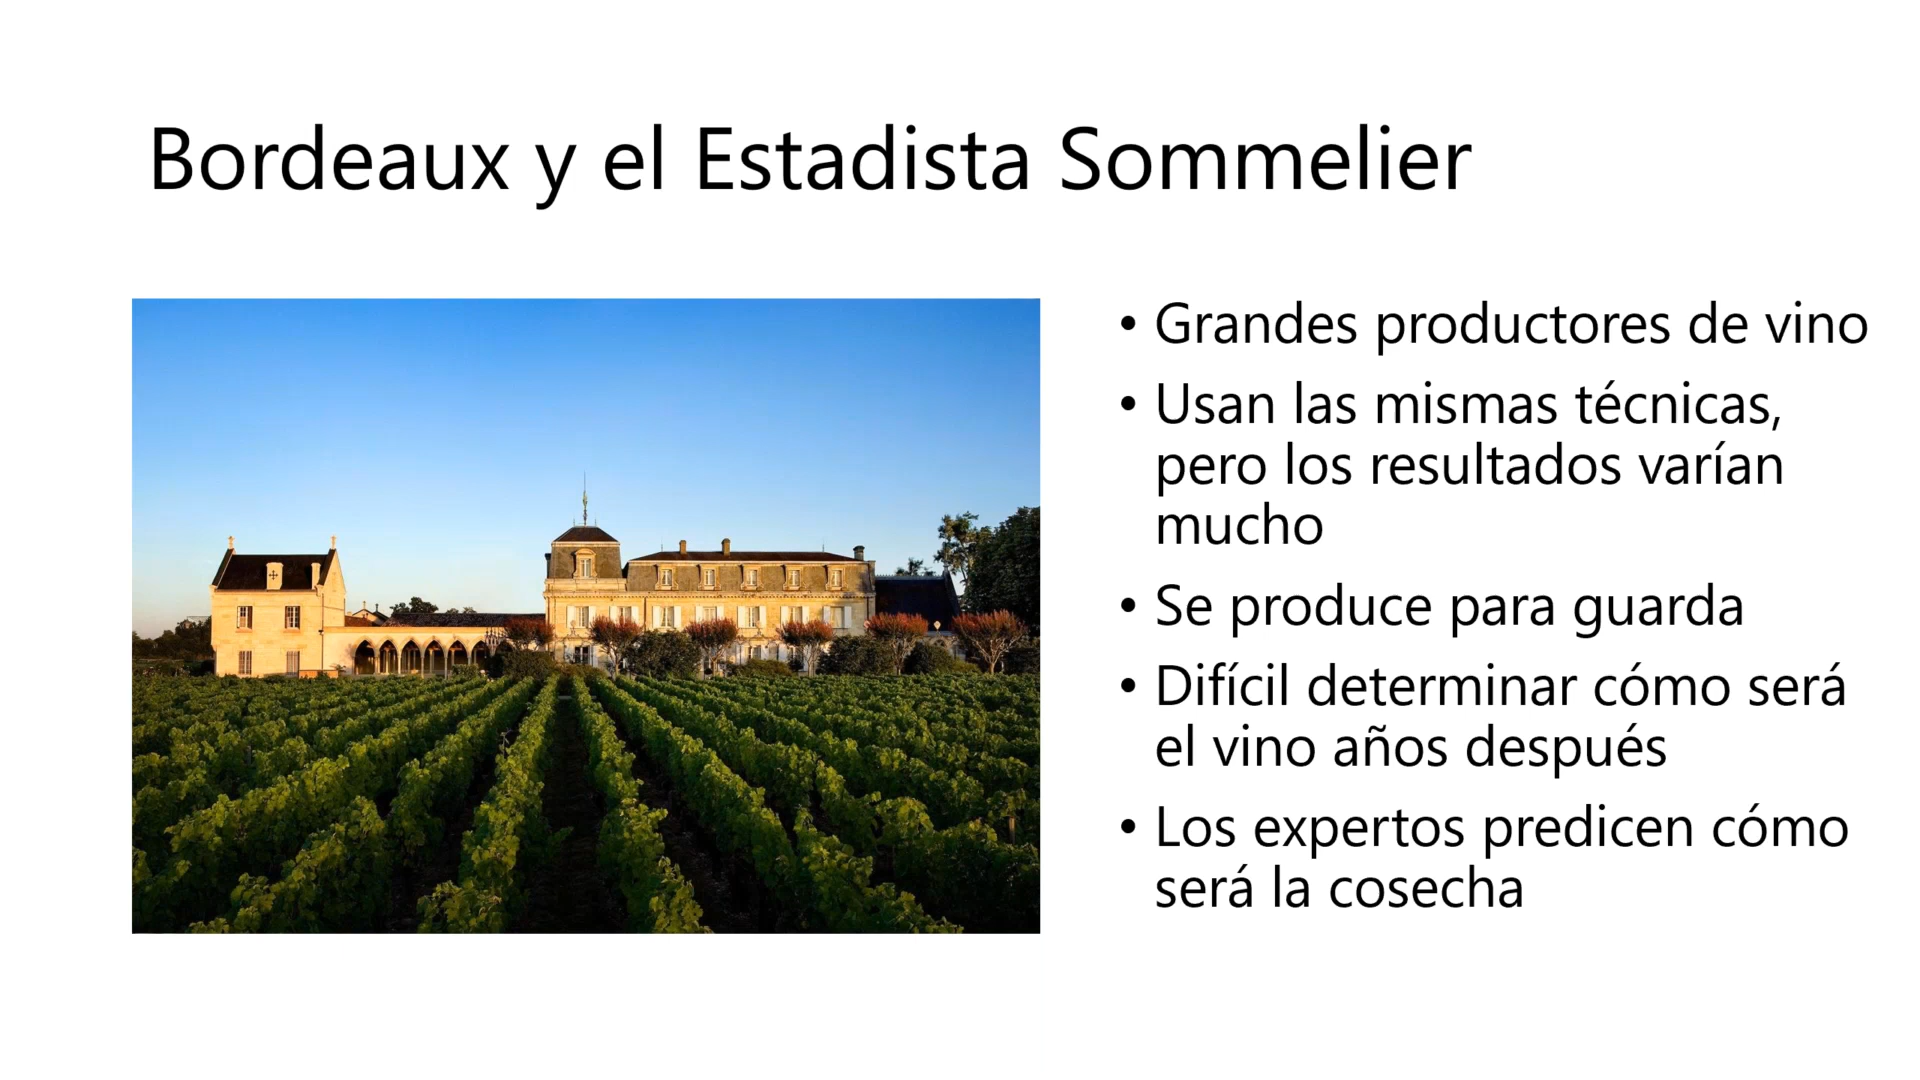 Bordeaux y el Estadista Sommelier
• Grandes productores de vino
• Usan las mismas técnicas,
pero los resultados varían
mucho
• Se produce para guarda
• Difícil determinar cómo será
el vino años después
• Los expertos predicen cómo
será la cosecha